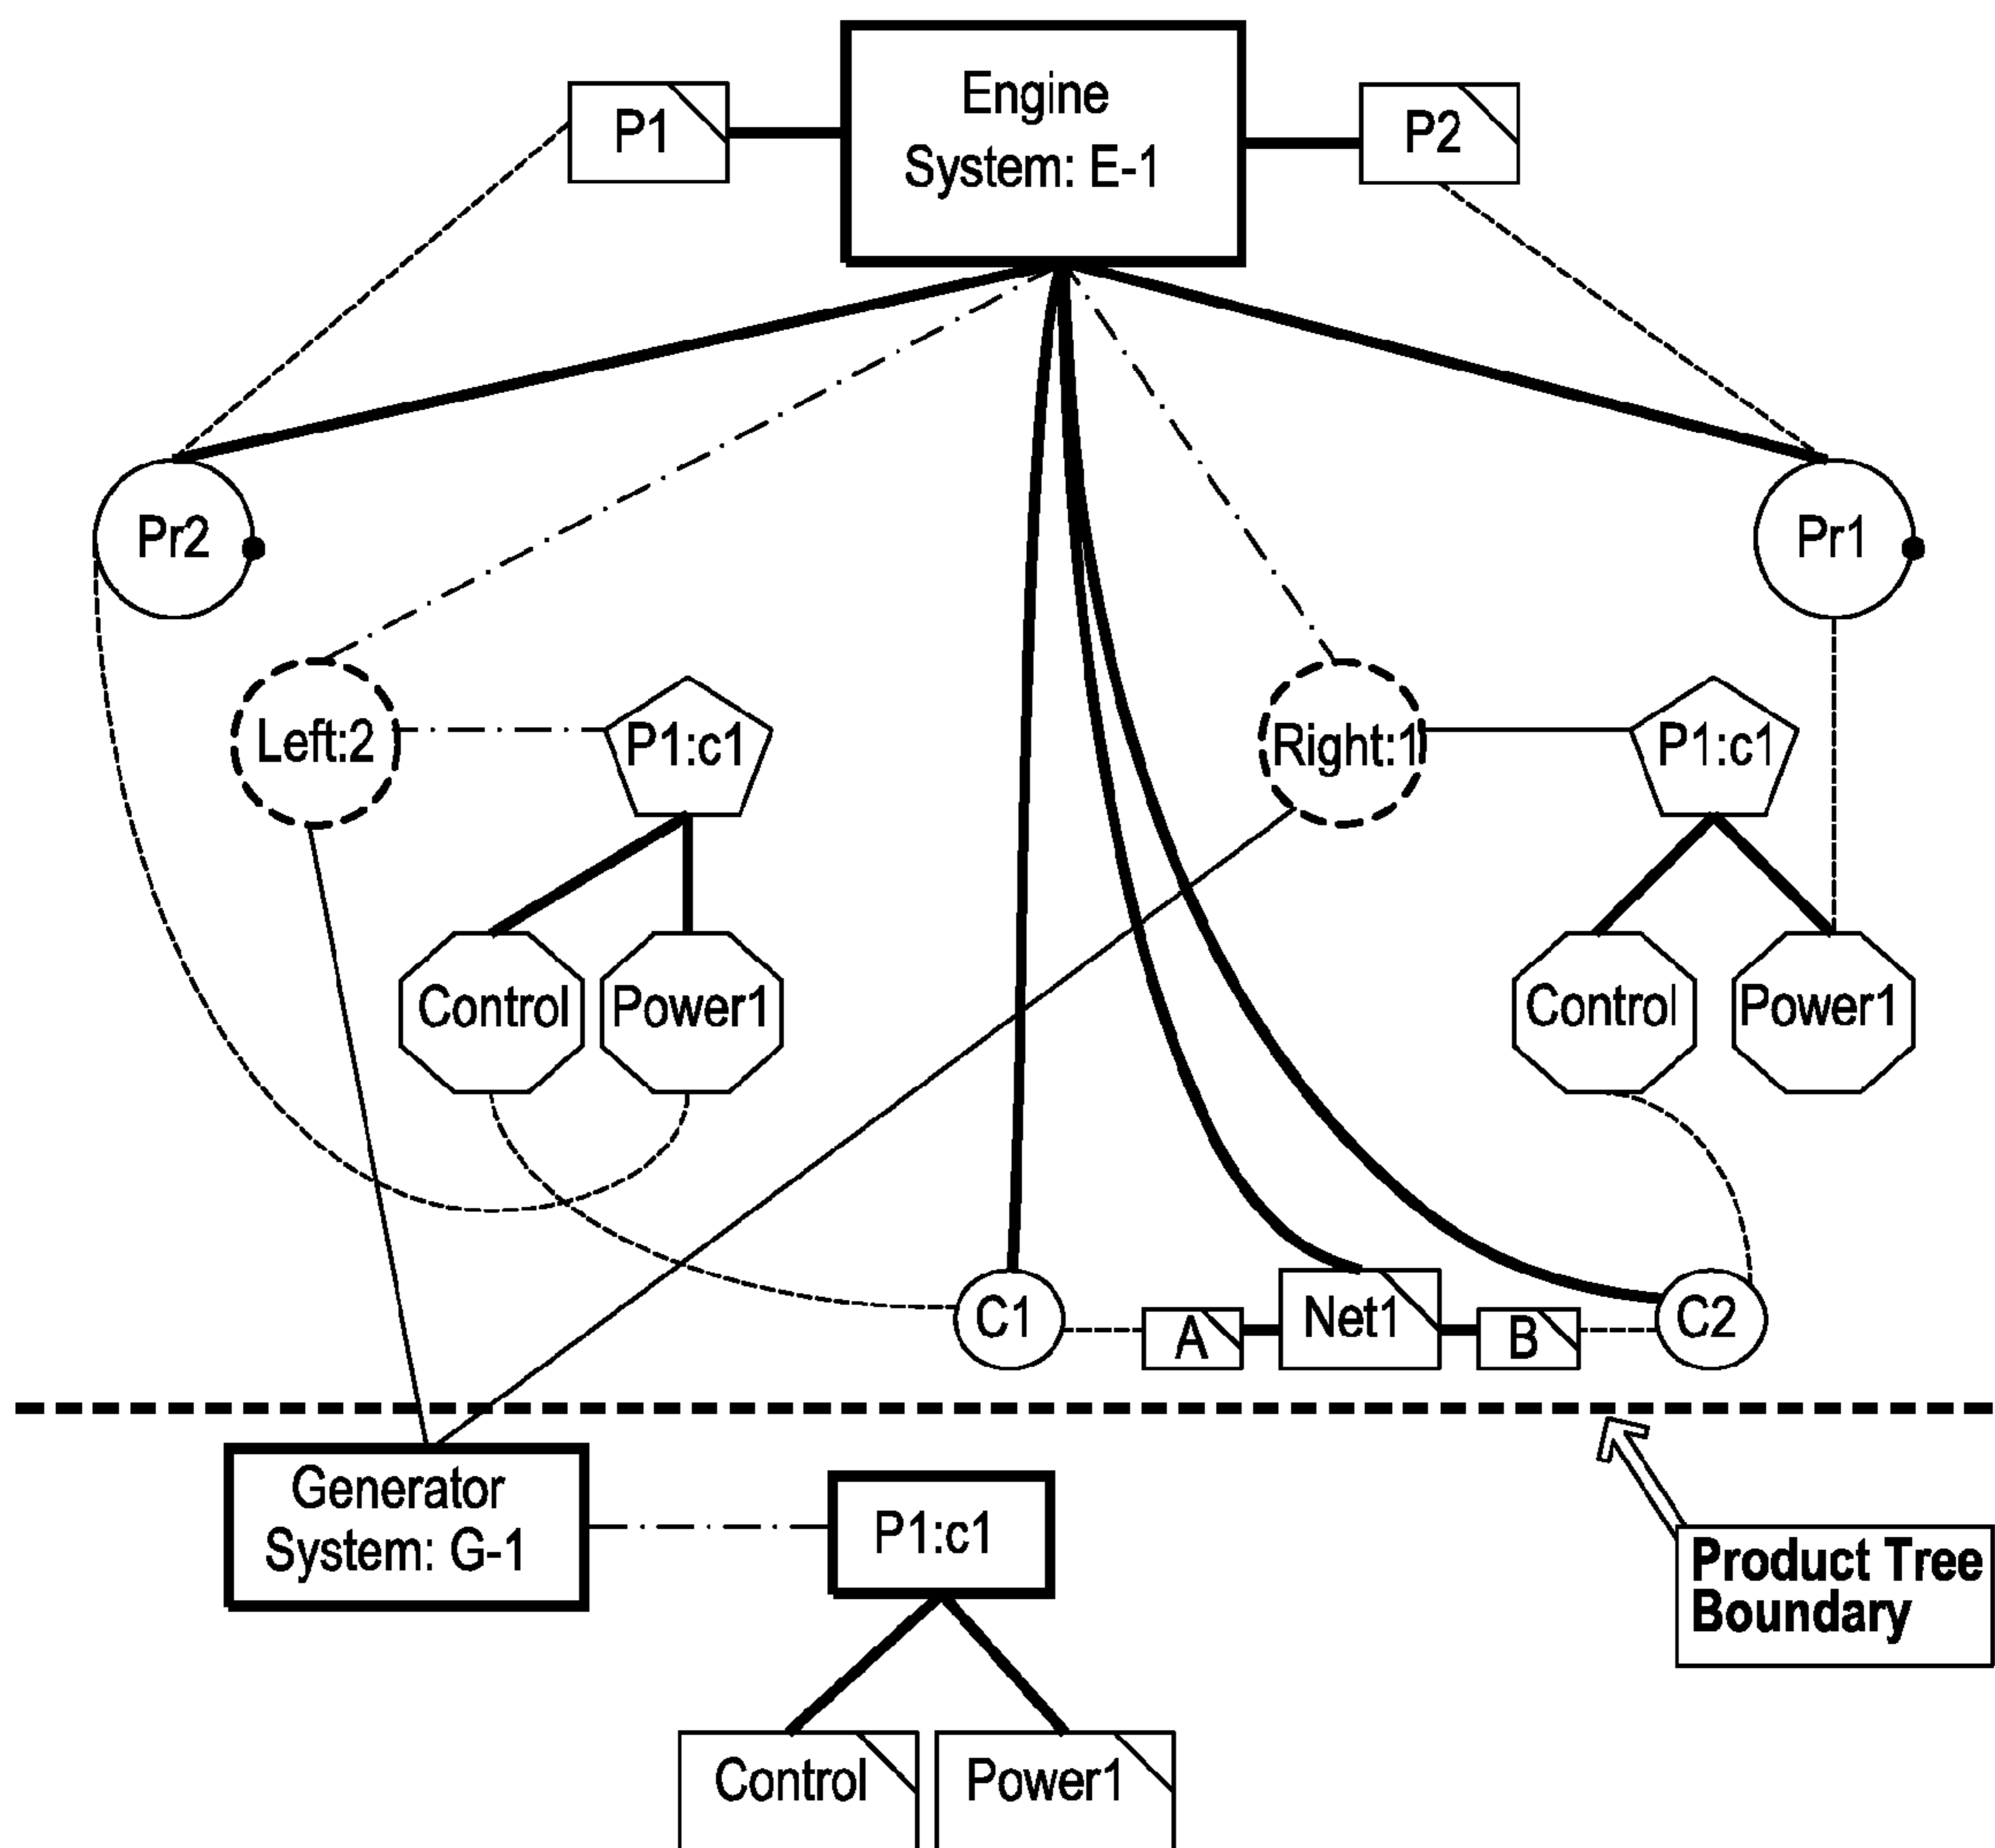 Engine
System: E-1
P1
P2
Pr2
Pr1
Left:2
P1:c1
Right:1
P1:c1
Control
Power1
Control
Power1
C1
A
Net1
B
C2
Generator
System: G-1
P1:c1
Product Tree
Boundary
Control
Power1